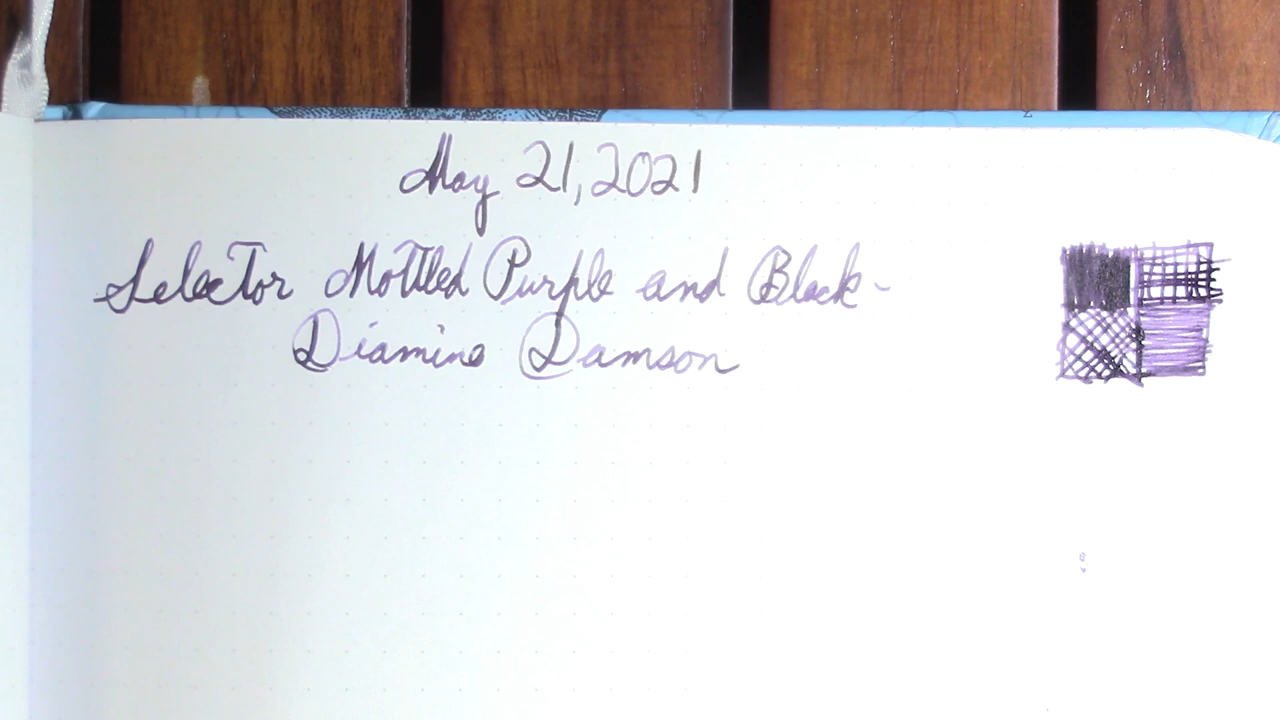 May 21, 2021
Selector Mottled Purple and Black -
Diamine Damson